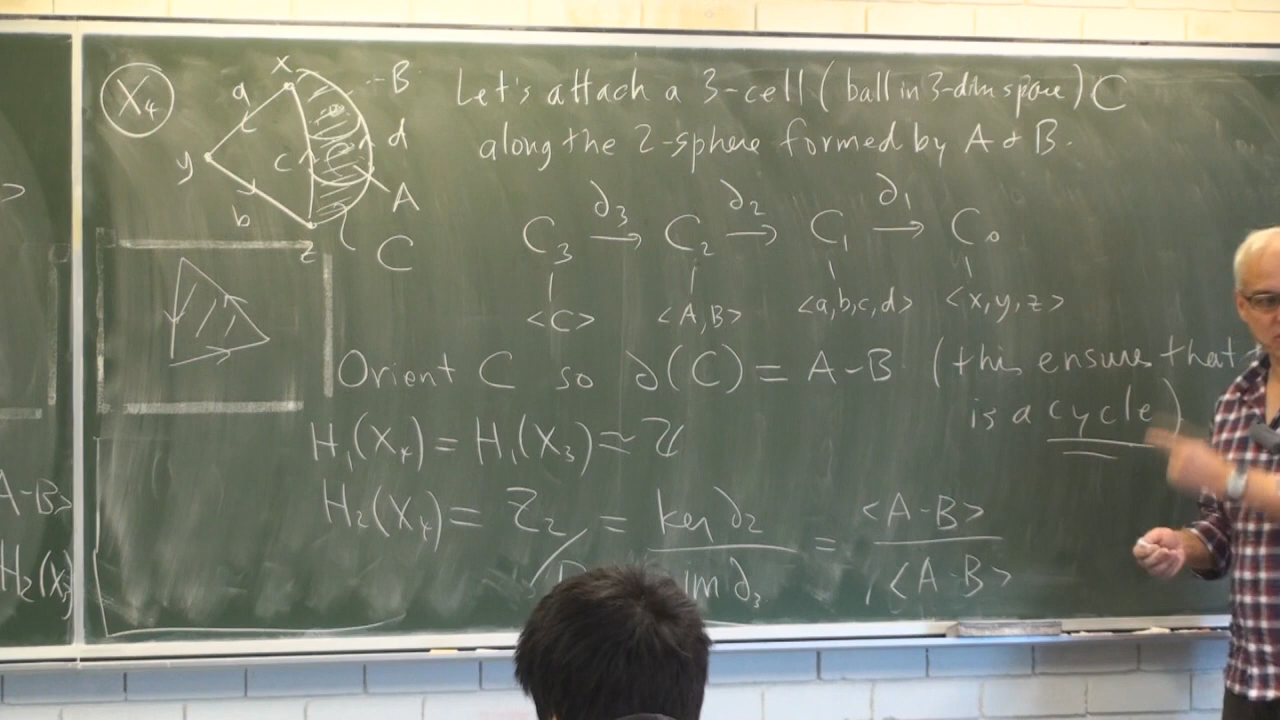 X₄
x
a
B
y
c
d
b
A
z
C
Let's attach a 3-cell (ball in 3-dim space) C
along the 2-sphere formed by A & B.
C₃ →∂₃ C₂ →∂₂ C₁ →∂₁ C₀
<C> <A,B> <a,b,c,d> <x,y,z>
Orient C so ∂(C) = A-B (this ensure that
is a cycle)
H₁(X₄) = H₁(X₃) ≈ ℤ
H₂(X₄) = Z₂ / = ker ∂₂ / im ∂₃ = <A-B> / <A-B>
>
A-B>
H₂(X₃